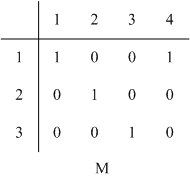 1 2 3 4
1 1 0 0 1
2 0 1 0 0
3 0 0 1 0
M